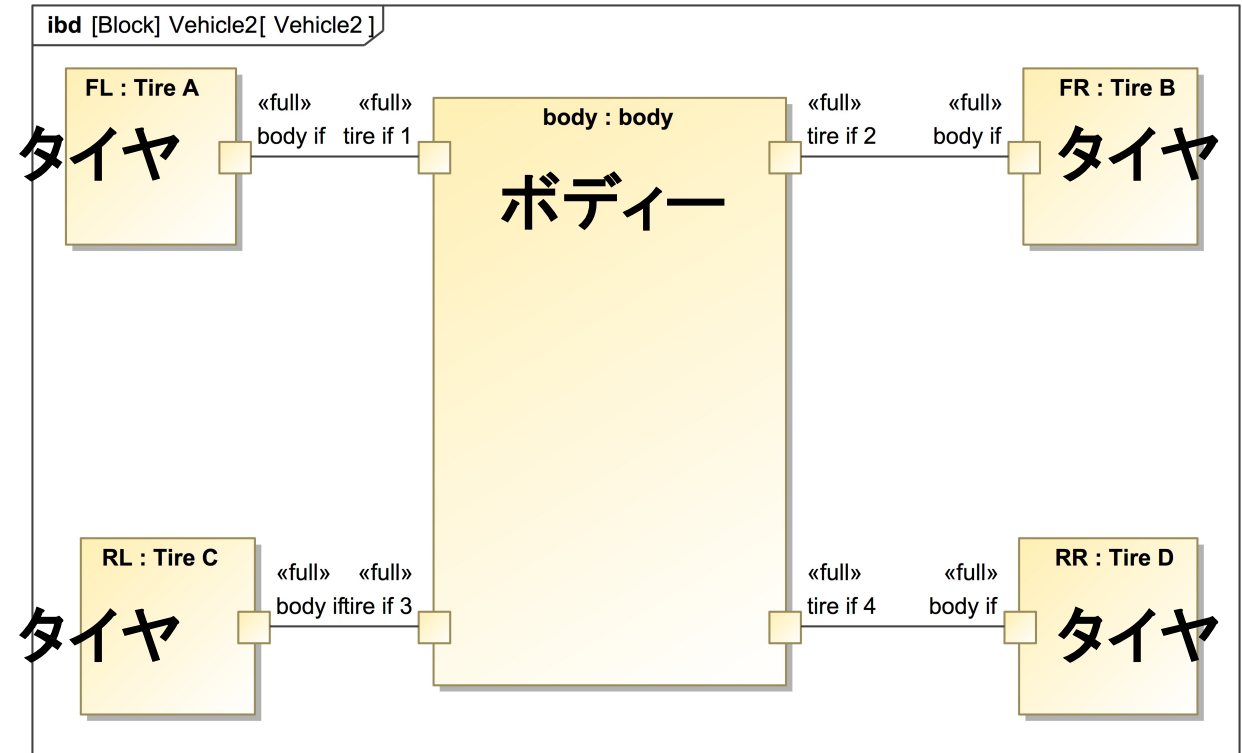 ibd [Block] Vehicle2[ Vehicle2 ]
FL : Tire A
タイヤ
«full»
body if
«full»
tire if 1
body : body
ボディー
«full»
tire if 2
«full»
body if
FR : Tire B
タイヤ
RL : Tire C
タイヤ
«full»
body if
«full»
tire if 3
«full»
tire if 4
«full»
body if
RR : Tire D
タイヤ